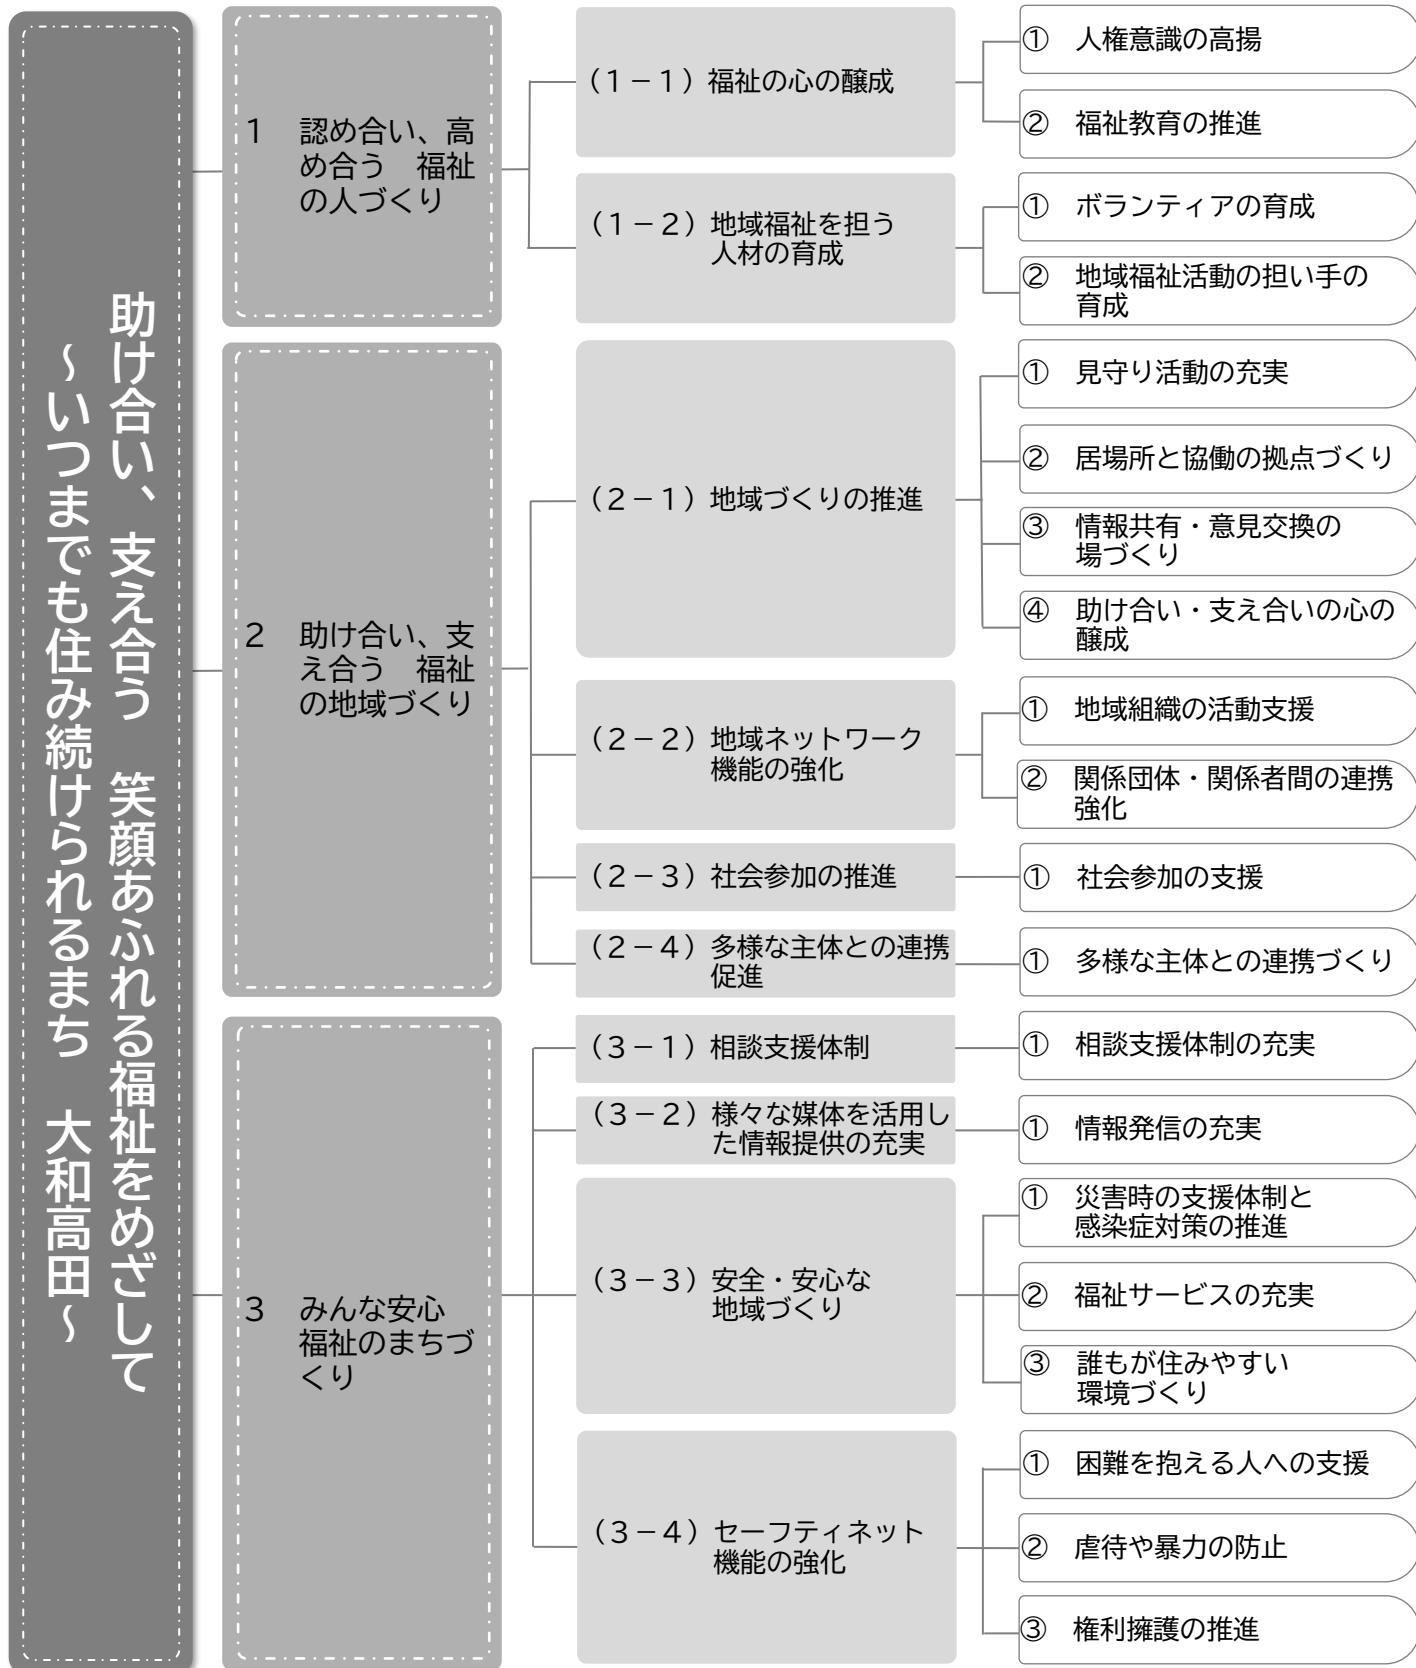 助け合い、支え合う　笑顔あふれる福祉をめざして
～いつまでも住み続けられるまち　大和高田～
1　認め合い、高
め合う　福祉
の人づくり
（1－1）福祉の心の醸成
①　人権意識の高揚
②　福祉教育の推進
（1－2）地域福祉を担う
人材の育成
①　ボランティアの育成
②　地域福祉活動の担い手の
育成
2　助け合い、支
え合う　福祉
の地域づくり
（2－1）地域づくりの推進
①　見守り活動の充実
②　居場所と協働の拠点づくり
③　情報共有・意見交換の
場づくり
④　助け合い・支え合いの心の
醸成
（2－2）地域ネットワーク
機能の強化
①　地域組織の活動支援
②　関係団体・関係者間の連携
強化
（2－3）社会参加の推進
①　社会参加の支援
（2－4）多様な主体との連携
促進
①　多様な主体との連携づくり
3　みんな安心
福祉のまちづ
くり
（3－1）相談支援体制
①　相談支援体制の充実
（3－2）様々な媒体を活用し
た情報提供の充実
①　情報発信の充実
（3－3）安全・安心な
地域づくり
①　災害時の支援体制と
感染症対策の推進
②　福祉サービスの充実
③　誰もが住みやすい
環境づくり
（3－4）セーフティネット
機能の強化
①　困難を抱える人への支援
②　虐待や暴力の防止
③　権利擁護の推進